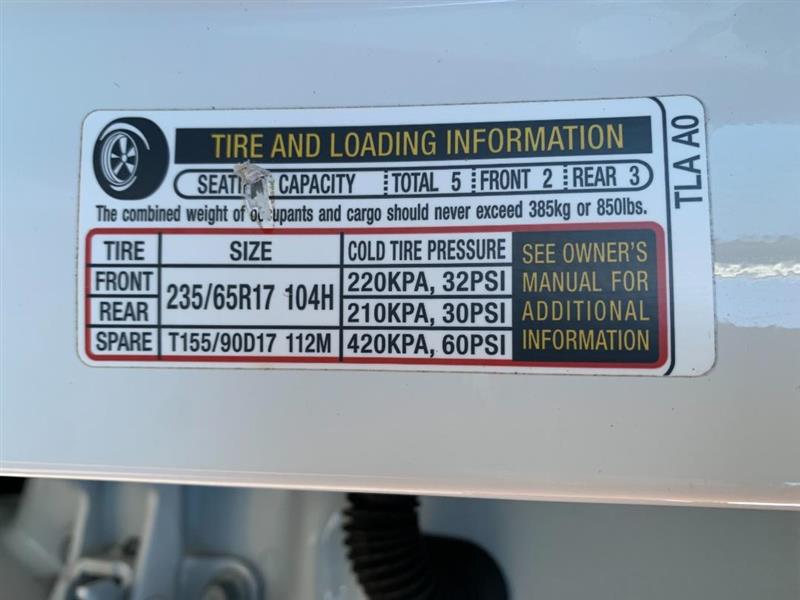 TIRE AND LOADING INFORMATION
CAPACITY TOTAL 5 FRONT 2 REAR 3
The combined weight of occupants and cargo should never exceed 385kg or 850lbs.
TIRE SIZE COLD TIRE PRESSURE
FRONT 235/65R17 104H 220KPA, 32PSI
REAR 210KPA, 30PSI
SPARE T155/90D17 112M 420KPA, 60PSI
SEE OWNER'S
MANUAL FOR
ADDITIONAL
INFORMATION
TLA A0